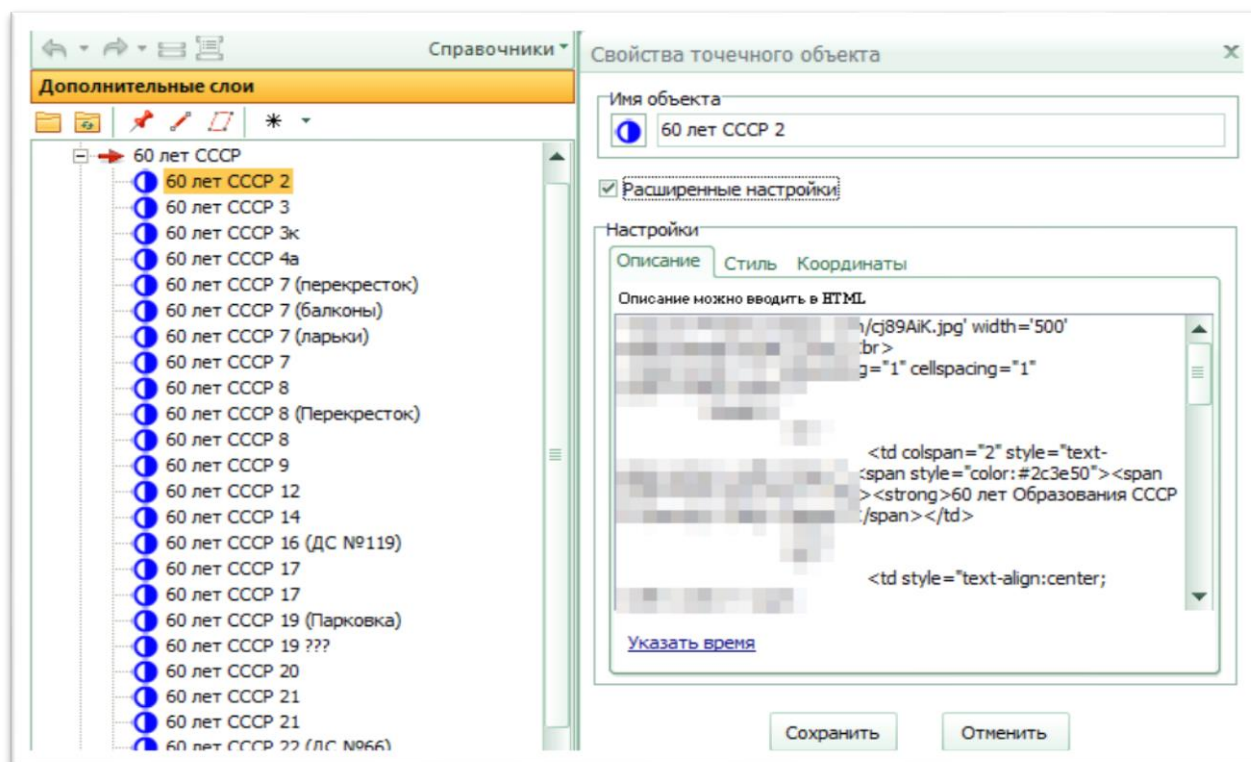 Справочники
Дополнительные слои
60 лет СССР
60 лет СССР 2
60 лет СССР 3
60 лет СССР 3к
60 лет СССР 4а
60 лет СССР 7 (перекресток)
60 лет СССР 7 (балконы)
60 лет СССР 7 (ларьки)
60 лет СССР 7
60 лет СССР 8
60 лет СССР 8 (Перекресток)
60 лет СССР 8
60 лет СССР 9
60 лет СССР 12
60 лет СССР 14
60 лет СССР 16 (ДС №119)
60 лет СССР 17
60 лет СССР 17
60 лет СССР 19 (Парковка)
60 лет СССР 19 ???
60 лет СССР 20
60 лет СССР 21
60 лет СССР 21
60 лет СССР 22 (ДС №66)
Свойства точечного объекта
Имя объекта
60 лет СССР 2
Расширенные настройки
Настройки
Описание Стиль Координаты
Описание можно вводить в HTML
/cj89AiK.jpg' width='500'
br>
g="1" cellspacing="1"
<td colspan="2" style="text-
<span style="color:#2c3e50"><span
><strong>60 лет Образования СССР
/span></td>
<td style="text-align:center;
Указать время
Сохранить Отменить